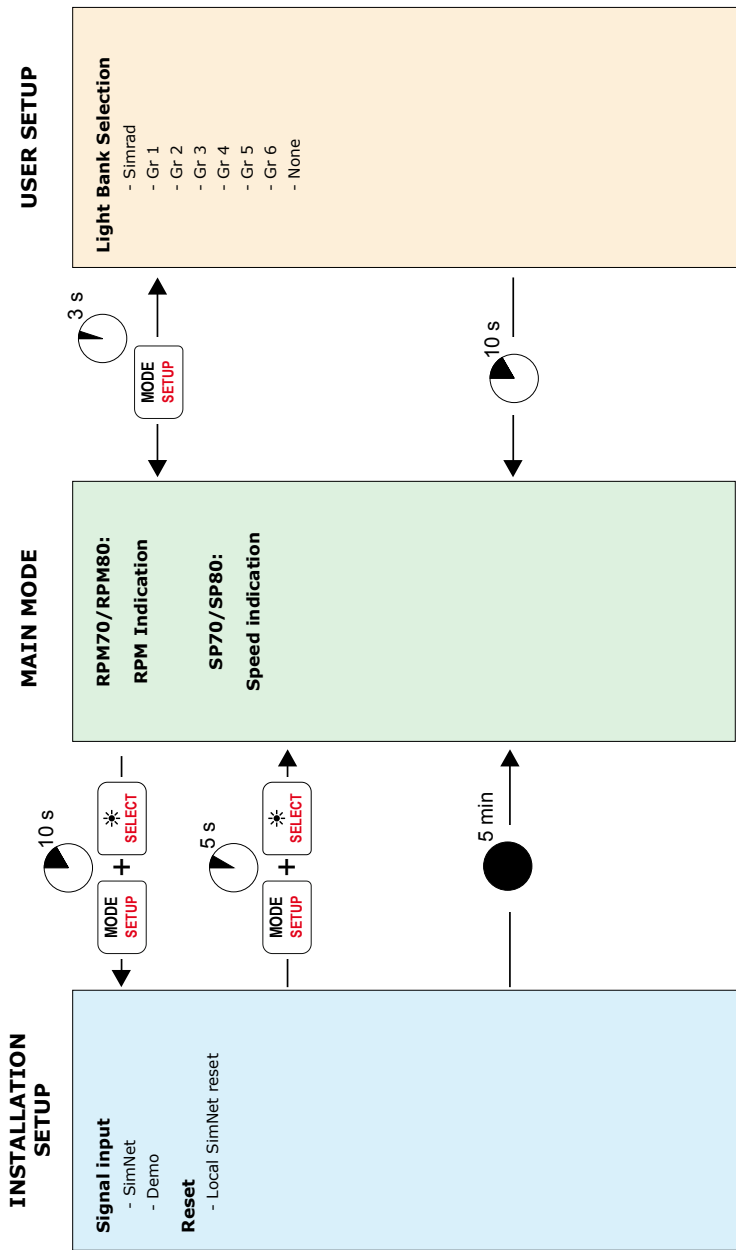 INSTALLATION
SETUP
Signal input
- SimNet
- Demo
Reset
- Local SimNet reset
10 s
MODE
SETUP
+
SELECT
5 s
MODE
SETUP
+
SELECT
5 min
MAIN MODE
RPM70/RPM80:
RPM Indication
SP70/SP80:
Speed indication
3 s
MODE
SETUP
10 s
USER SETUP
Light Bank Selection
- Simrad
- Gr 1
- Gr 2
- Gr 3
- Gr 4
- Gr 5
- Gr 6
- None